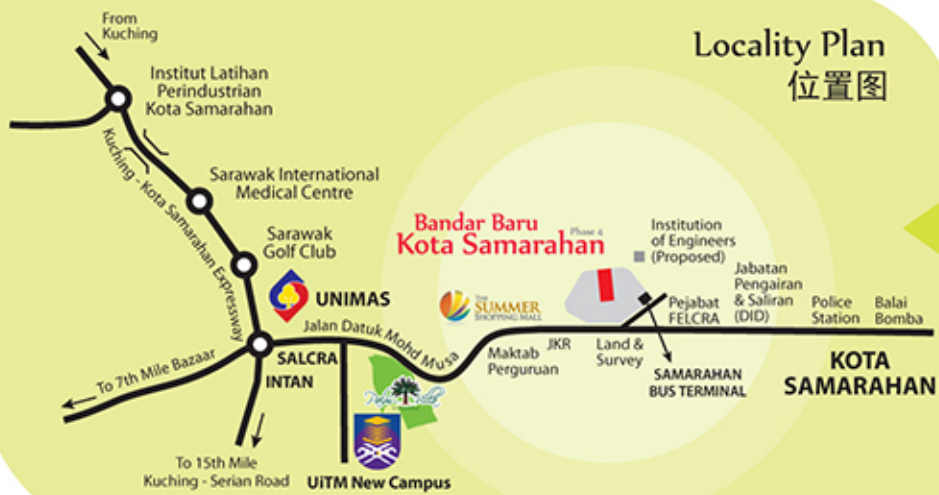 From
Kuching
Locality Plan
位置图
Institut Latihan
Perindustrian
Kota Samarahan
Kuching - Kota Samarahan Expressway
Sarawak International
Medical Centre
Sarawak
Golf Club
UNIMAS
Bandar Baru
Kota Samarahan
Phase 4
Institution
of Engineers
(Proposed)
THE
SUMMER
SHOPPING MALL
Jalan Datuk Mohd Musa
Pejabat
FELCRA
Jabatan
Pengairan
& Saliran
(DID)
Police
Station
Balai
Bomba
SALCRA
INTAN
Maktab
Perguruan
JKR
Land &
Survey
SAMARAHAN
BUS TERMINAL
KOTA
SAMARAHAN
To 7th Mile Bazaar
To 15th Mile
Kuching - Serian Road
UiTM New Campus